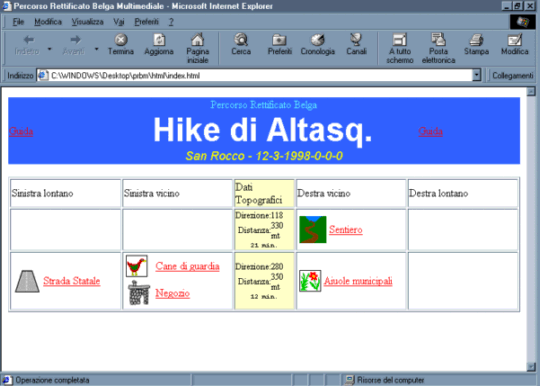 Percorso Rettificato Belga Multimediale - Microsoft Internet Explorer
File Modifica Visualizza Vai Preferiti ?
Indietro Avanti Termina Aggiorna Pagina iniziale Cerca Preferiti Cronologia Canali A tutto schermo Posta elettronica Stampa Modifica
Indirizzo C:\WINDOWS\Desktop\prbm\html\index.html Collegamenti
Percorso Rettificato Belga
Guida Hike di Altasq. Guida
San Rocco - 12-3-1998-0-0-0
Sinistra lontano Sinistra vicino Dati Topografici Destra vicino Destra lontano
Direzione:118
Distanza:330 mt
21 min.
Sentiero
Strada Statale
Cane di guardia
Negozio
Direzione:280
Distanza:350 mt
12 min.
Aiuole municipali
Operazione completata Risorse del computer